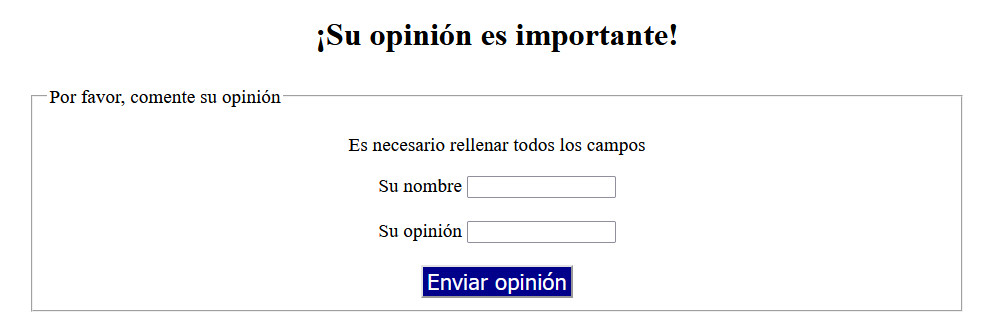 ¡Su opinión es importante!
Por favor, comente su opinión
Es necesario rellenar todos los campos
Su nombre
Su opinión
Enviar opinión